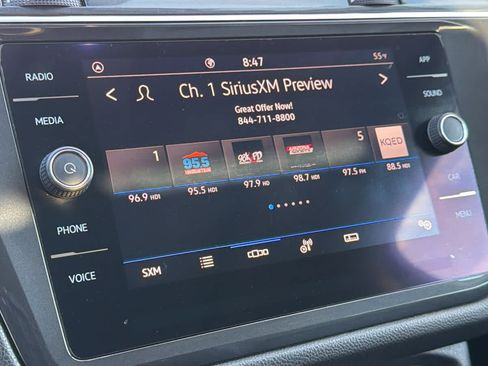 RADIO
MEDIA
PHONE
VOICE
8:47
55°F
Ch. 1 SiriusXM Preview
Great Offer Now!
844-711-8800
1
95.5
5
KQED
96.9 HD1
95.5 HD1
97.9 HD
98.7 HD1
97.5 FM
88.5 HD1
SXM
APP
SOUND
CAR
MENU